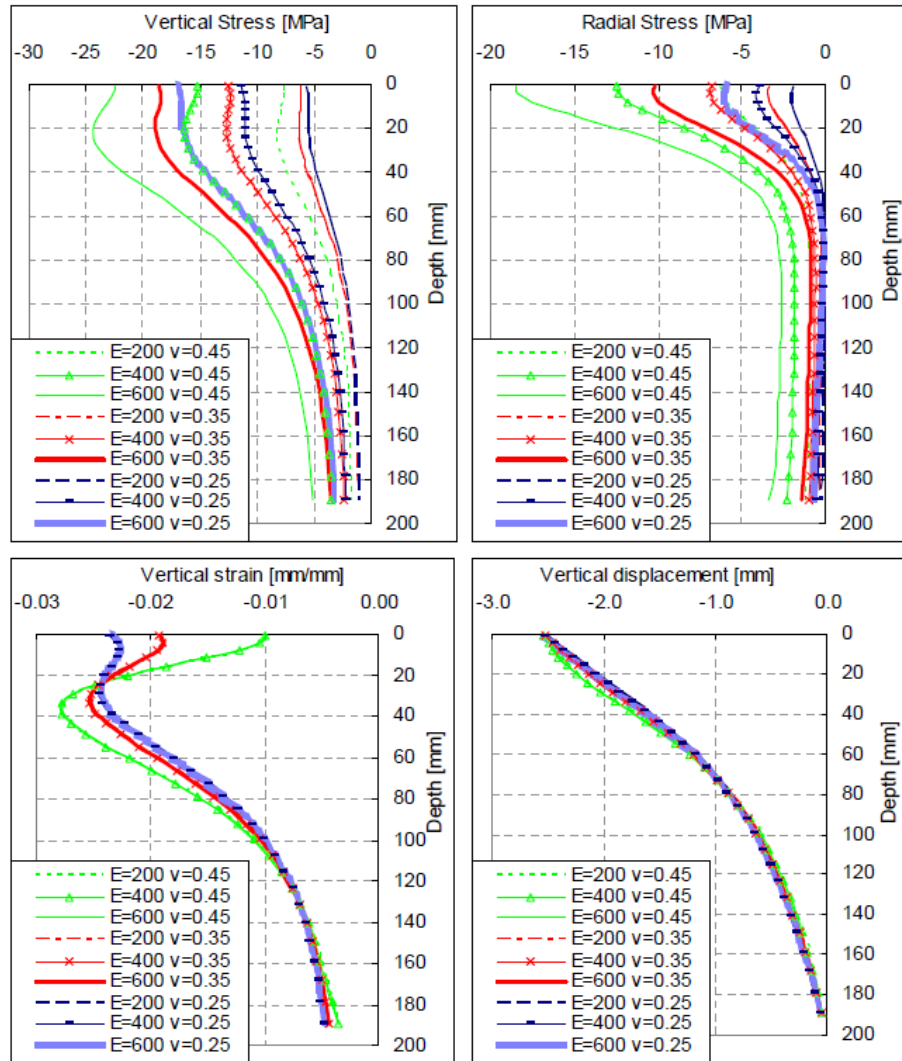 Vertical Stress [MPa]
-30 -25 -20 -15 -10 -5 0
0
20
40
60
80
100
120
140
160
180
200
Depth [mm]
E=200 v=0.45
E=400 v=0.45
E=600 v=0.45
E=200 v=0.35
E=400 v=0.35
E=600 v=0.35
E=200 v=0.25
E=400 v=0.25
E=600 v=0.25
Radial Stress [MPa]
-20 -15 -10 -5 0
0
20
40
60
80
100
120
140
160
180
200
Depth [mm]
E=200 v=0.45
E=400 v=0.45
E=600 v=0.45
E=200 v=0.35
E=400 v=0.35
E=600 v=0.35
E=200 v=0.25
E=400 v=0.25
E=600 v=0.25
Vertical strain [mm/mm]
-0.03 -0.02 -0.01 0.00
0
20
40
60
80
100
120
140
160
180
200
Depth [mm]
E=200 v=0.45
E=400 v=0.45
E=600 v=0.45
E=200 v=0.35
E=400 v=0.35
E=600 v=0.35
E=200 v=0.25
E=400 v=0.25
E=600 v=0.25
Vertical displacement [mm]
-3.0 -2.0 -1.0 0.0
0
20
40
60
80
100
120
140
160
180
200
Depth [mm]
E=200 v=0.45
E=400 v=0.45
E=600 v=0.45
E=200 v=0.35
E=400 v=0.35
E=600 v=0.35
E=200 v=0.25
E=400 v=0.25
E=600 v=0.25